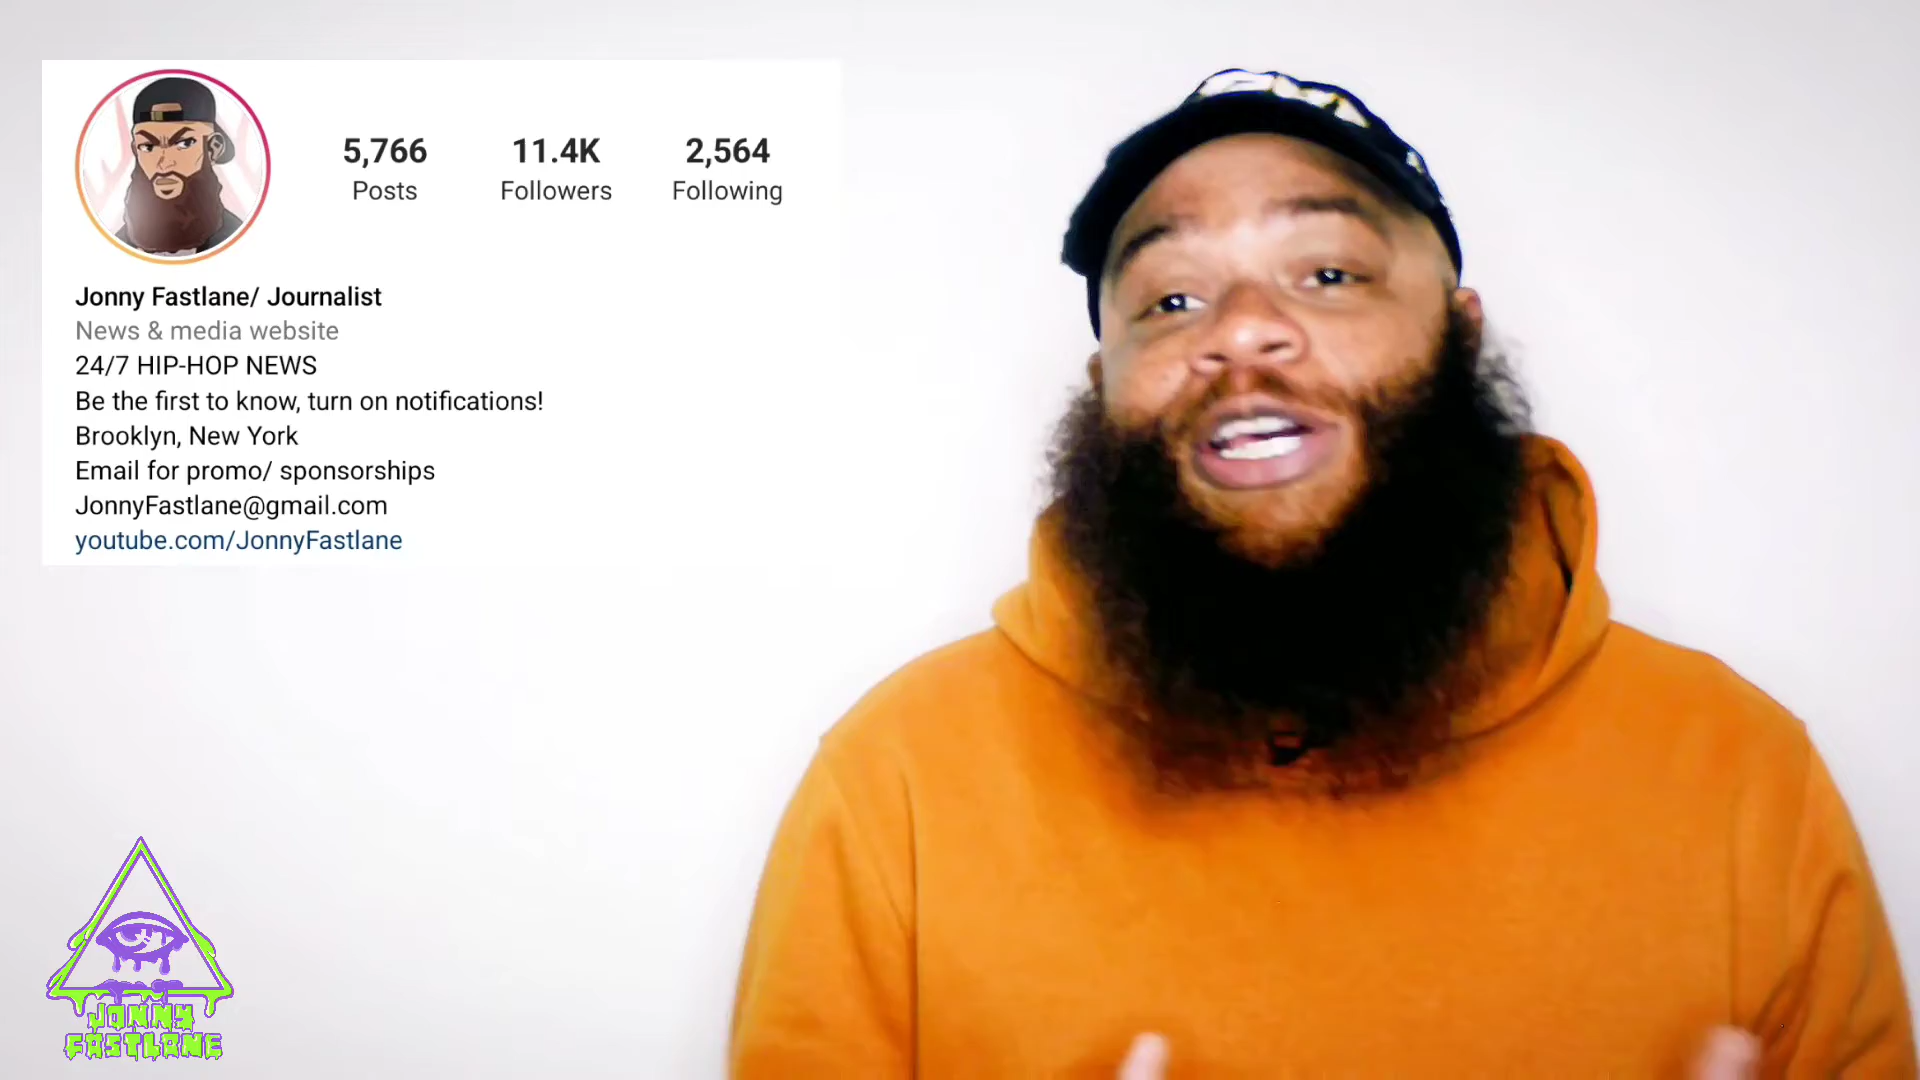 5,766 11.4K 2,564
Posts Followers Following
Jonny Fastlane/ Journalist
News & media website
24/7 HIP-HOP NEWS
Be the first to know, turn on notifications!
Brooklyn, New York
Email for promo/ sponsorships
JonnyFastlane@gmail.com
youtube.com/JonnyFastlane
JONNY
FASTLANE